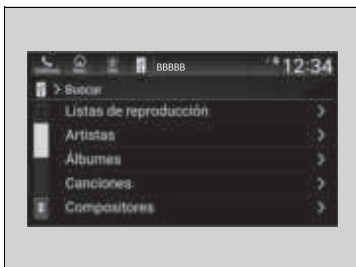 BBBBB 12:34
> Buscar
Listas de reproducción
Artistas
Álbumes
Canciones
Compositores